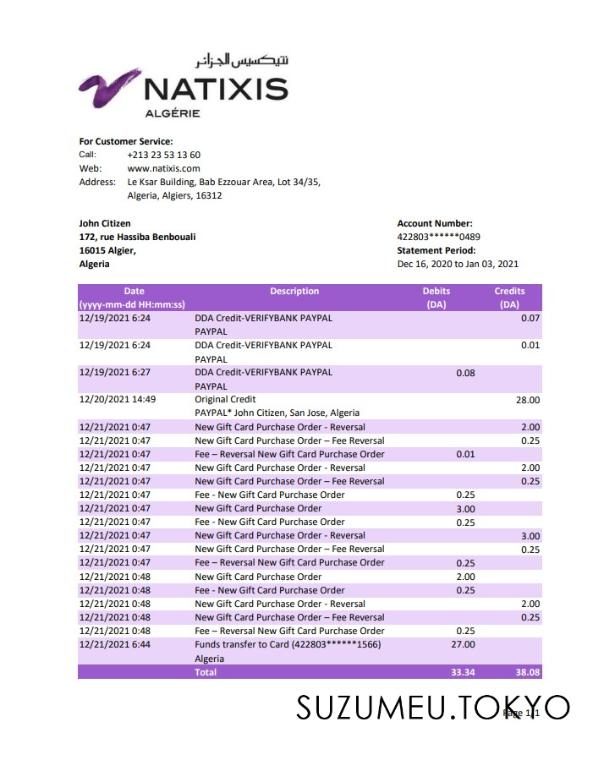 نتيكسيس الجزائر
NATIXIS
ALGÉRIE
For Customer Service:
Call: +213 23 53 13 60
Web: www.natixis.com
Address: Le Ksar Building, Bab Ezzouar Area, Lot 34/35,
Algeria, Algiers, 16312
John Citizen
172, rue Hassiba Benbouali
16015 Algier,
Algeria
Account Number:
422803******0489
Statement Period:
Dec 16, 2020 to Jan 03, 2021
Date Description Debits Credits
(yyyy-mm-dd HH:mm:ss) (DA) (DA)
12/19/2021 6:24 DDA Credit-VERIFYBANK PAYPAL 0.07
PAYPAL
12/19/2021 6:24 DDA Credit-VERIFYBANK PAYPAL 0.01
PAYPAL
12/19/2021 6:27 DDA Credit-VERIFYBANK PAYPAL 0.08
PAYPAL
12/20/2021 14:49 Original Credit 28.00
PAYPAL* John Citizen, San Jose, Algeria
12/21/2021 0:47 New Gift Card Purchase Order - Reversal 2.00
12/21/2021 0:47 New Gift Card Purchase Order – Fee Reversal 0.25
12/21/2021 0:47 Fee – Reversal New Gift Card Purchase Order 0.01
12/21/2021 0:47 New Gift Card Purchase Order - Reversal 2.00
12/21/2021 0:47 New Gift Card Purchase Order – Fee Reversal 0.25
12/21/2021 0:47 Fee - New Gift Card Purchase Order 0.25
12/21/2021 0:47 New Gift Card Purchase Order 3.00
12/21/2021 0:47 Fee - New Gift Card Purchase Order 0.25
12/21/2021 0:47 New Gift Card Purchase Order - Reversal 3.00
12/21/2021 0:47 New Gift Card Purchase Order – Fee Reversal 0.25
12/21/2021 0:47 Fee – Reversal New Gift Card Purchase Order 0.25
12/21/2021 0:48 New Gift Card Purchase Order 2.00
12/21/2021 0:48 Fee - New Gift Card Purchase Order 0.25
12/21/2021 0:48 New Gift Card Purchase Order - Reversal 2.00
12/21/2021 0:48 New Gift Card Purchase Order – Fee Reversal 0.25
12/21/2021 0:48 Fee – Reversal New Gift Card Purchase Order 0.25
12/21/2021 6:44 Funds transfer to Card (422803******1566) 27.00
Algeria
Total 33.34 38.08
SUZUMEU.TOKYO
Page 1/1